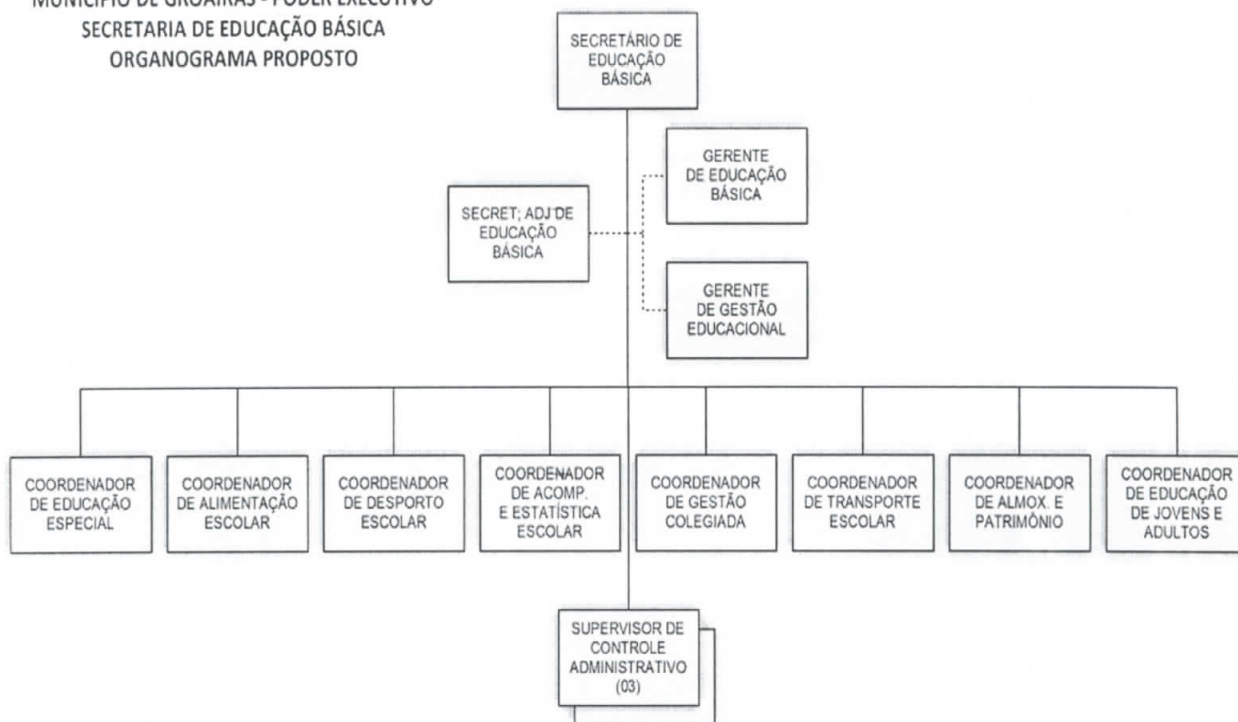 MUNICÍPIO DE GROAÍRAS - PODER EXECUTIVO
SECRETARIA DE EDUCAÇÃO BÁSICA
ORGANOGRAMA PROPOSTO
SECRETÁRIO DE
EDUCAÇÃO
BÁSICA
GERENTE
DE EDUCAÇÃO
BÁSICA
SECRET; ADJ DE
EDUCAÇÃO
BÁSICA
GERENTE
DE GESTÃO
EDUCACIONAL
COORDENADOR
DE EDUCAÇÃO
ESPECIAL
COORDENADOR
DE ALIMENTAÇÃO
ESCOLAR
COORDENADOR
DE DESPORTO
ESCOLAR
COORDENADOR
DE ACOMP.
E ESTATÍSTICA
ESCOLAR
COORDENADOR
DE GESTÃO
COLEGIADA
COORDENADOR
DE TRANSPORTE
ESCOLAR
COORDENADOR
DE ALMOX. E
PATRIMÔNIO
COORDENADOR
DE EDUCAÇÃO
DE JOVENS E
ADULTOS
SUPERVISOR DE
CONTROLE
ADMINISTRATIVO
(03)